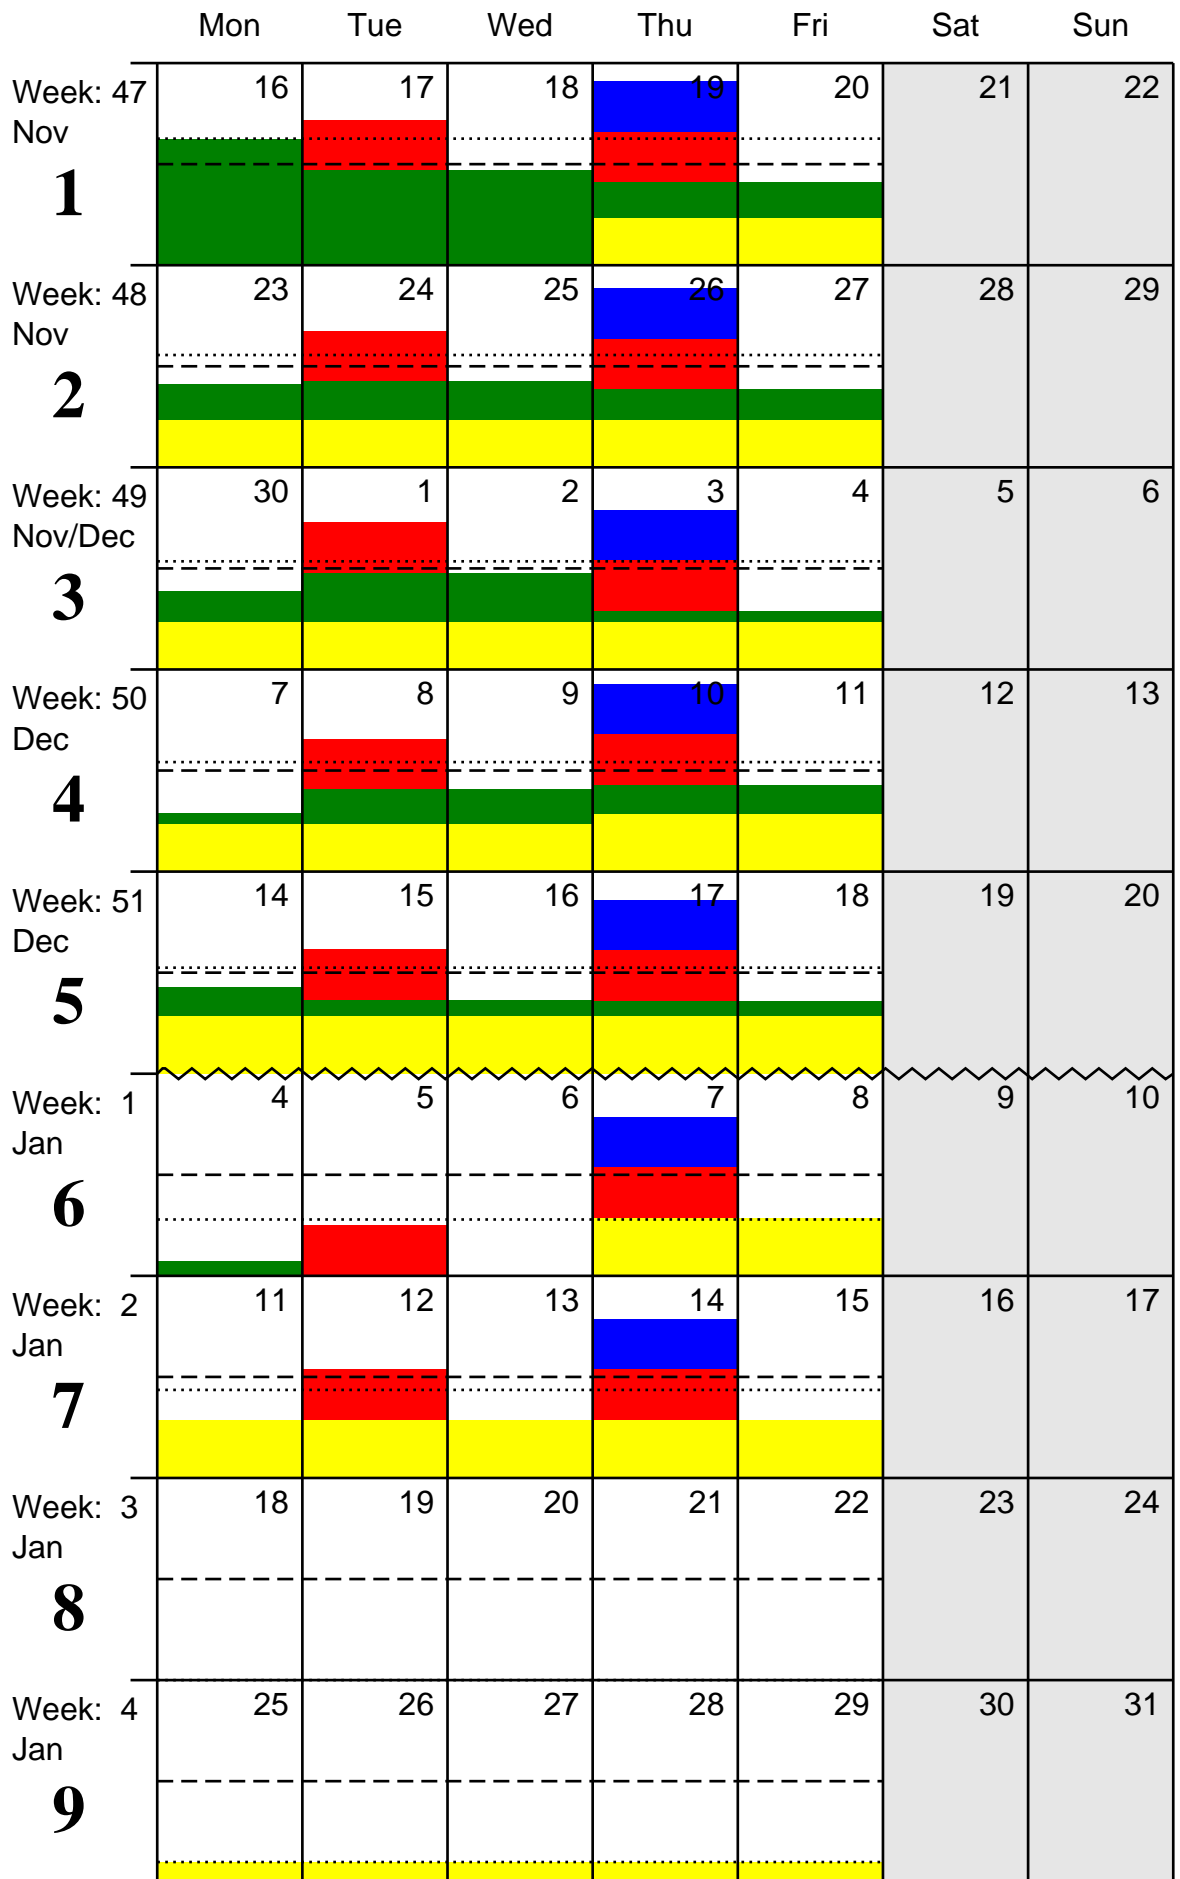 Mon Tue Wed Thu Fri Sat Sun
Week: 47 16 17 18 19 20 21 22
Nov
1
Week: 48 23 24 25 26 27 28 29
Nov
2
Week: 49 30 1 2 3 4 5 6
Nov/Dec
3
Week: 50 7 8 9 10 11 12 13
Dec
4
Week: 51 14 15 16 17 18 19 20
Dec
5
Week: 1 4 5 6 7 8 9 10
Jan
6
Week: 2 11 12 13 14 15 16 17
Jan
7
Week: 3 18 19 20 21 22 23 24
Jan
8
Week: 4 25 26 27 28 29 30 31
Jan
9